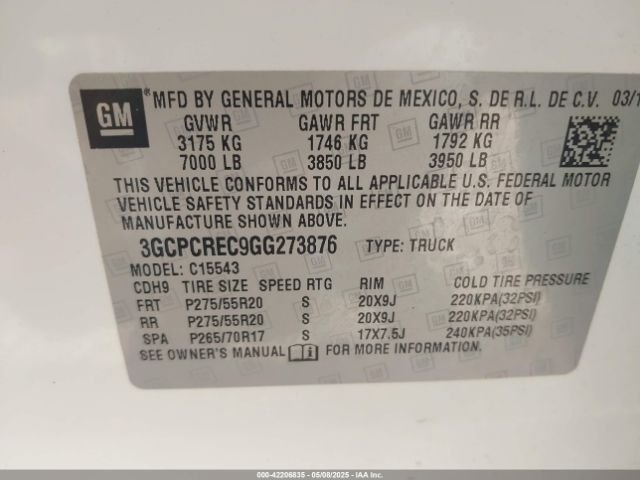 GM ® MFD BY GENERAL MOTORS DE MEXICO, S. DE R.L. DE C.V. 03/1
GVWR GAWR FRT GAWR RR
3175 KG 1746 KG 1792 KG
7000 LB 3850 LB 3950 LB
THIS VEHICLE CONFORMS TO ALL APPLICABLE U.S. FEDERAL MOTOR
VEHICLE SAFETY STANDARDS IN EFFECT ON THE DATE OF
MANUFACTURE SHOWN ABOVE.
3GCPCREC9GG273876 TYPE: TRUCK
MODEL: C15543
CDH9 TIRE SIZE SPEED RTG RIM COLD TIRE PRESSURE
FRT P275/55R20 S 20X9J 220KPA(32PSI)
RR P275/55R20 S 20X9J 220KPA(32PSI)
SPA P265/70R17 S 17X7.5J 240KPA(35PSI)
SEE OWNER'S MANUAL i FOR MORE INFORMATION.
000-42206835 - 05/08/2025 - IAA Inc.